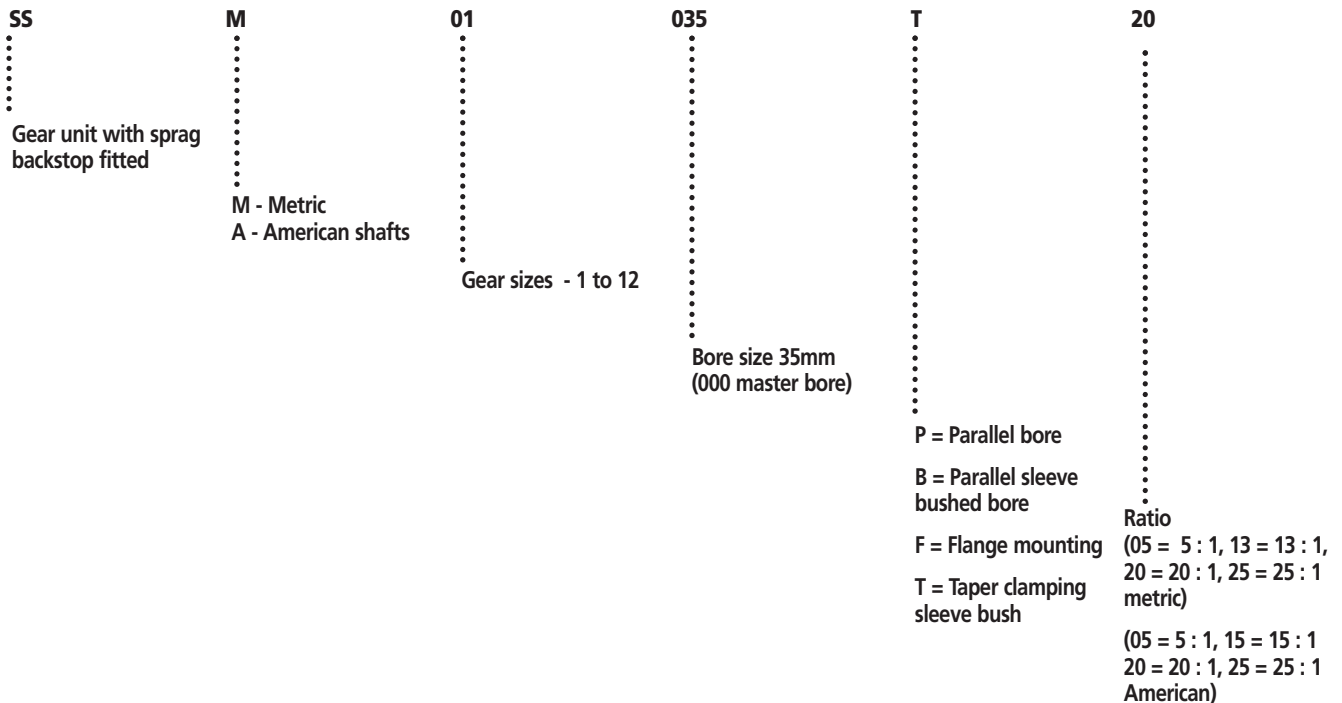 SS M 01 035 T 20
Gear unit with sprag
backstop fitted
M - Metric
A - American shafts
Gear sizes - 1 to 12
Bore size 35mm
(000 master bore)
P = Parallel bore
B = Parallel sleeve
bushed bore
F = Flange mounting
T = Taper clamping
sleeve bush
Ratio
(05 = 5 : 1, 13 = 13 : 1,
20 = 20 : 1, 25 = 25 : 1
metric)
(05 = 5 : 1, 15 = 15 : 1
20 = 20 : 1, 25 = 25 : 1
American)